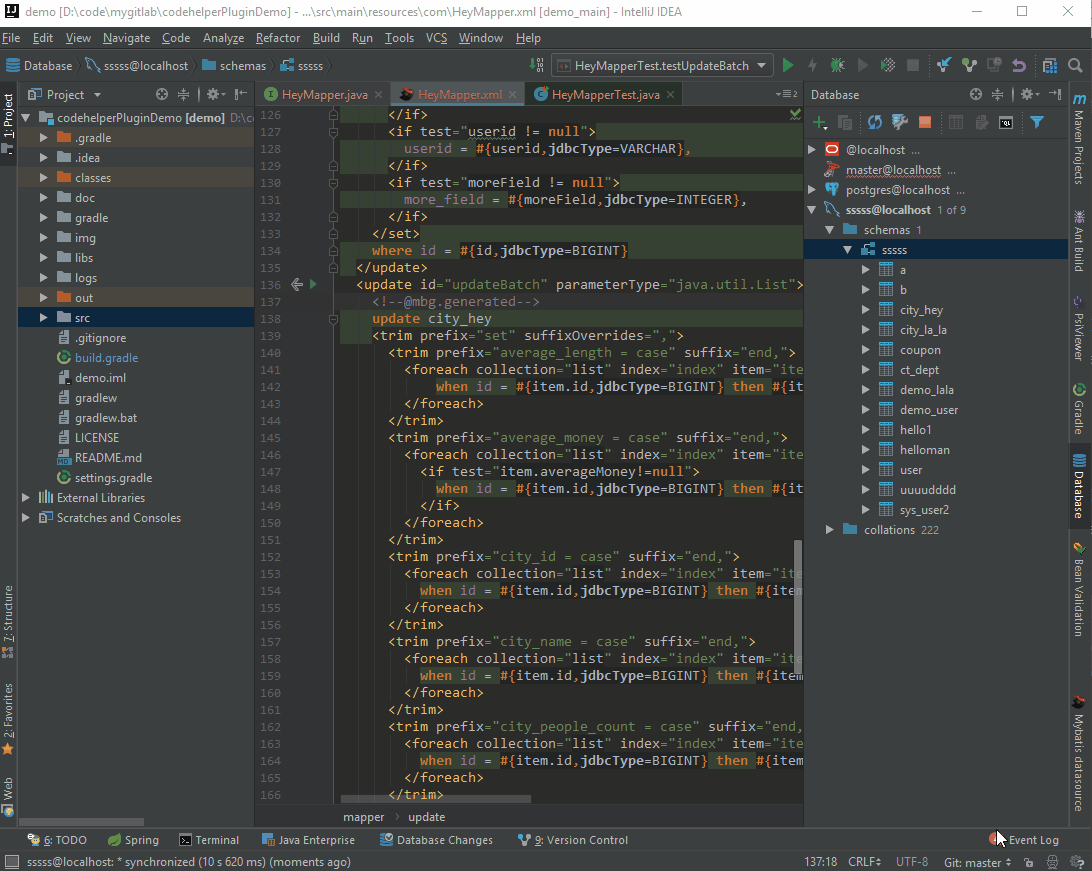 demo [D:\code\mygitlab\codehelperPluginDemo] - ...\src\main\resources\com\HeyMapper.xml [demo_main] - IntelliJ IDEA
File Edit View Navigate Code Analyze Refactor Build Run Tools VCS Window Help
Database sssss@localhost schemas sssss HeyMapperTest.testUpdateBatch
1: Project
7: Structure
2: Favorites
Web
Project
codehelperPluginDemo [demo]
.gradle
.idea
classes
doc
gradle
img
libs
logs
out
src
.gitignore
build.gradle
demo.iml
gradlew
gradlew.bat
LICENSE
README.md
settings.gradle
External Libraries
Scratches and Consoles
HeyMapper.java HeyMapper.xml HeyMapperTest.java
126 </if>
127 <if test="userid != null">
128 userid = #{userid,jdbcType=VARCHAR},
129 </if>
130 <if test="moreField != null">
131 more_field = #{moreField,jdbcType=INTEGER},
132 </if>
133 </set>
134 where id = #{id,jdbcType=BIGINT}
135 </update>
136 <update id="updateBatch" parameterType="java.util.List">
137 <!--@mbg.generated-->
138 update city_hey
139 <trim prefix="set" suffixOverrides=",">
140 <trim prefix="average_length = case" suffix="end,">
141 <foreach collection="list" index="index" item="ite
142 when id = #{item.id,jdbcType=BIGINT} then #{it
143 </foreach>
144 </trim>
145 <trim prefix="average_money = case" suffix="end,">
146 <foreach collection="list" index="index" item="ite
147 <if test="item.averageMoney!=null">
148 when id = #{item.id,jdbcType=BIGINT} then #{it
149 </if>
150 </foreach>
151 </trim>
152 <trim prefix="city_id = case" suffix="end,">
153 <foreach collection="list" index="index" item="ite
154 when id = #{item.id,jdbcType=BIGINT} then #{ite
155 </foreach>
156 </trim>
157 <trim prefix="city_name = case" suffix="end,">
158 <foreach collection="list" index="index" item="ite
159 when id = #{item.id,jdbcType=BIGINT} then #{item
160 </foreach>
161 </trim>
162 <trim prefix="city_people_count = case" suffix="end,
163 <foreach collection="list" index="index" item="ite
164 when id = #{item.id,jdbcType=BIGINT} then #{item
165 </foreach>
166 </trim>
mapper › update
Database
@localhost ...
master@localhost ...
postgres@localhost ...
sssss@localhost 1 of 9
schemas 1
sssss
a
b
city_hey
city_la_la
coupon
ct_dept
demo_lala
demo_user
hello1
helloman
user
uuuudddd
sys_user2
collations 222
Maven Projects
Ant Build
PsiViewer
Gradle
Database
Bean Validation
Mybatis datasource
6: TODO Spring Terminal Java Enterprise Database Changes 9: Version Control Event Log
sssss@localhost: * synchronized (10 s 620 ms) (moments ago) 137:18 CRLF UTF-8 Git: master